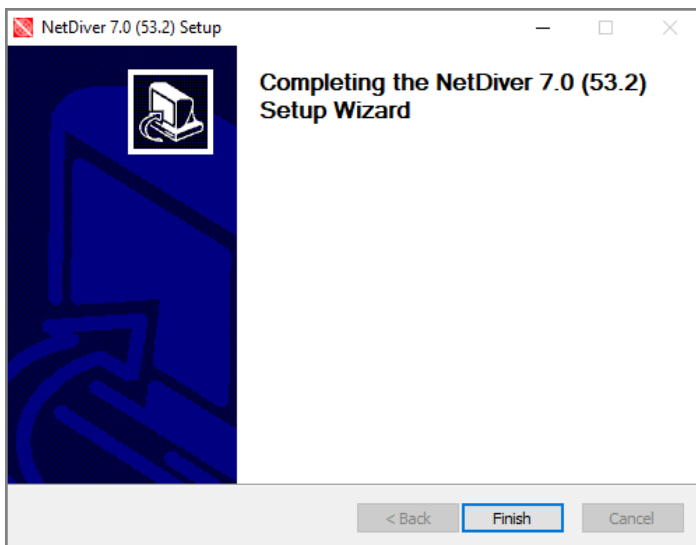 NetDiver 7.0 (53.2) Setup
Completing the NetDiver 7.0 (53.2)
Setup Wizard
< Back
Finish
Cancel